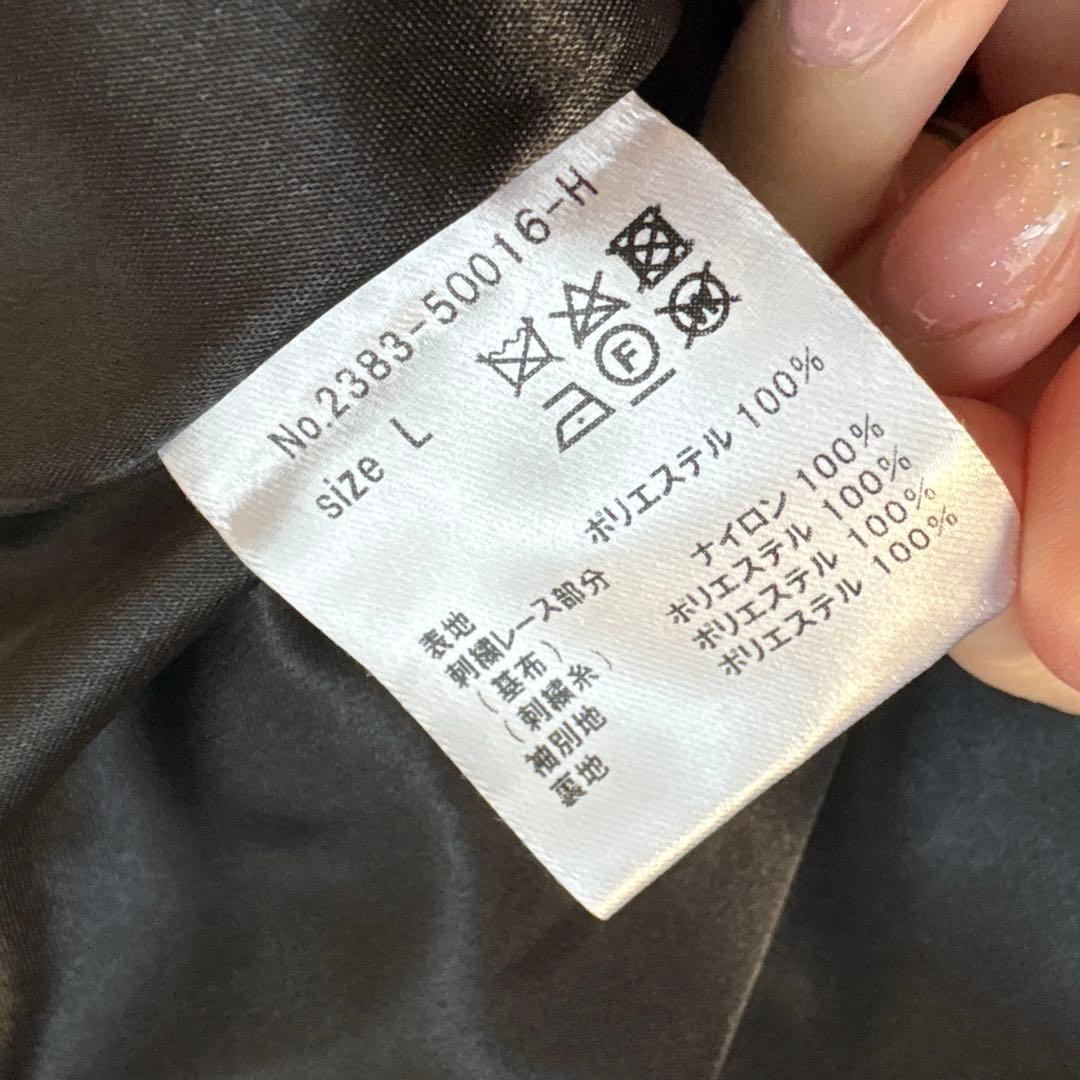 No.23B3-50016-H
size L
F
W
表地 ポリエステル 100%
刺繍レース部分
(基布) ナイロン 100%
(刺繍糸) ポリエステル 100%
袖別地 ポリエステル 100%
裏地 ポリエステル 100%